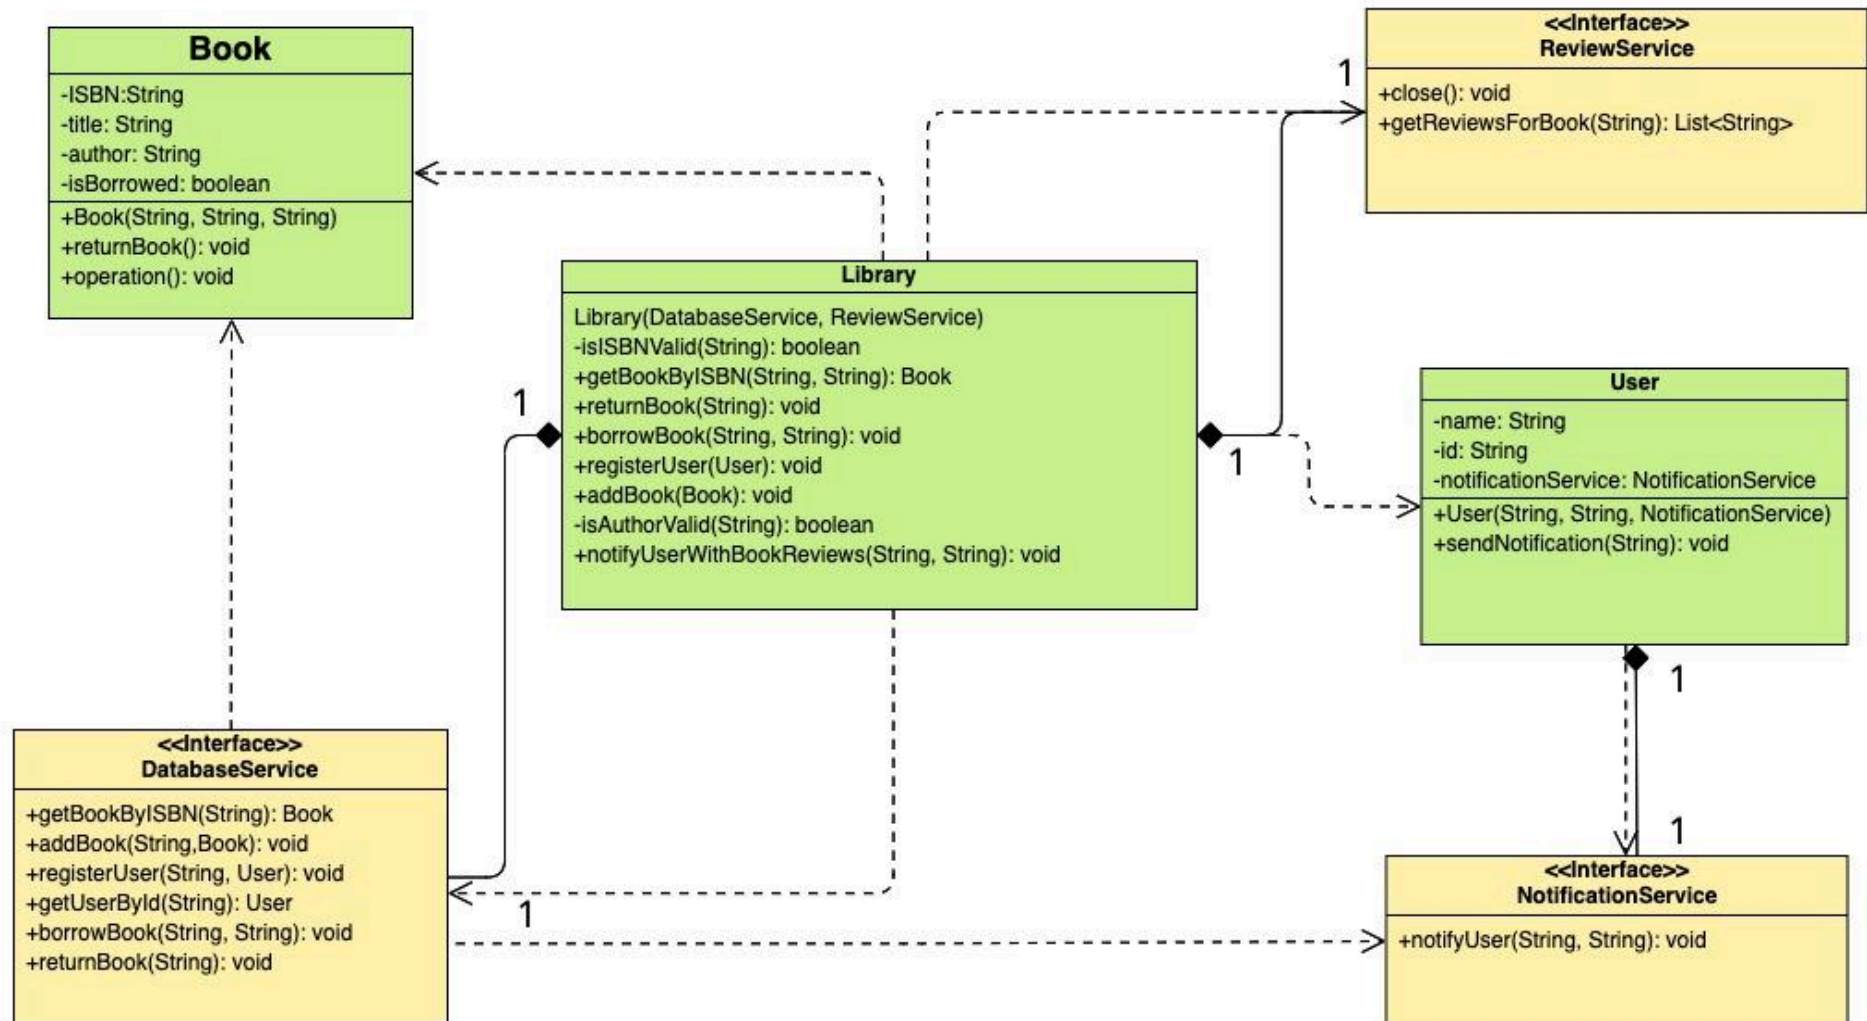 Book
-ISBN:String
-title: String
-author: String
-isBorrowed: boolean
+Book(String, String, String)
+returnBook(): void
+operation(): void
<<Interface>>
ReviewService
+close(): void
+getReviewsForBook(String): List<String>
1
Library
Library(DatabaseService, ReviewService)
-isISBNValid(String): boolean
+getBookByISBN(String, String): Book
+returnBook(String): void
+borrowBook(String, String): void
+registerUser(User): void
+addBook(Book): void
-isAuthorValid(String): boolean
+notifyUserWithBookReviews(String, String): void
1
1
User
-name: String
-id: String
-notificationService: NotificationService
+User(String, String, NotificationService)
+sendNotification(String): void
1
1
<<Interface>>
DatabaseService
+getBookByISBN(String): Book
+addBook(String,Book): void
+registerUser(String, User): void
+getUserById(String): User
+borrowBook(String, String): void
+returnBook(String): void
1
<<Interface>>
NotificationService
+notifyUser(String, String): void